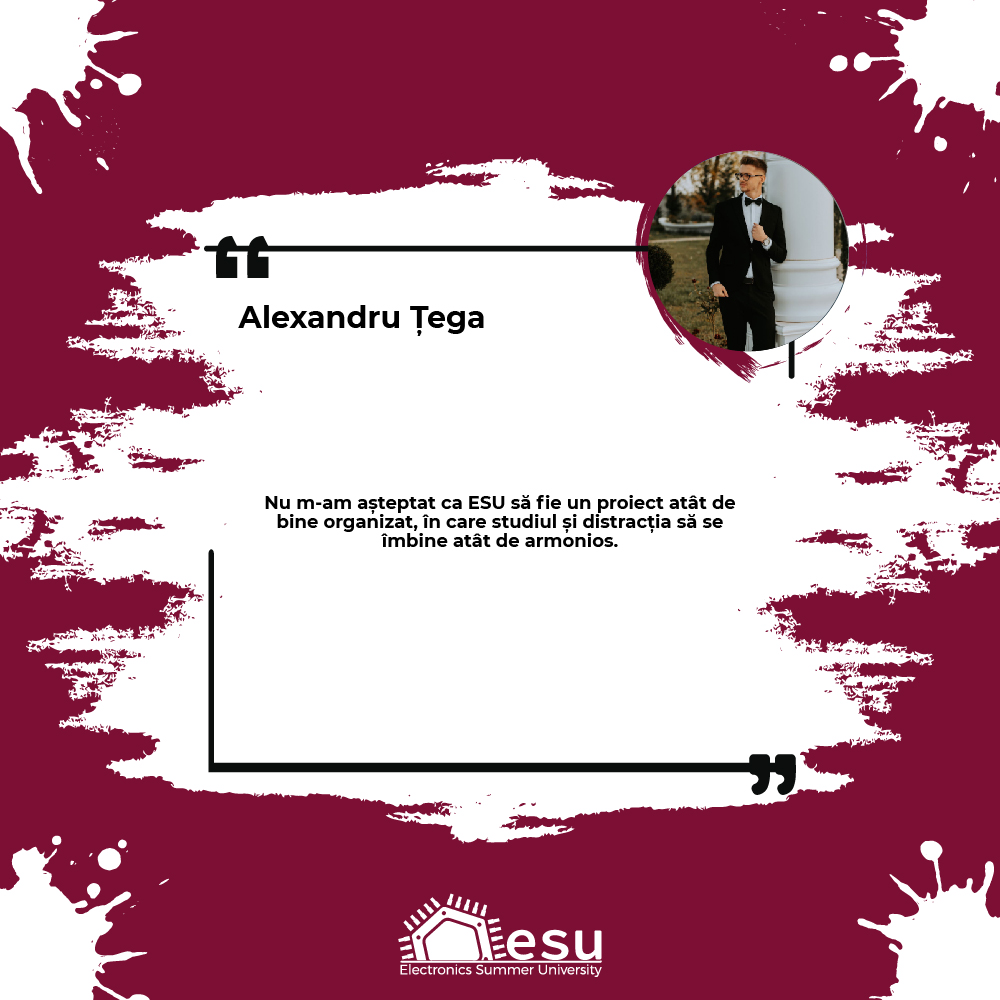 Alexandru Țega
Nu m-am așteptat ca ESU să fie un proiect atât de
bine organizat, în care studiul și distracția să se
îmbine atât de armonios.
esu
Electronics Summer University